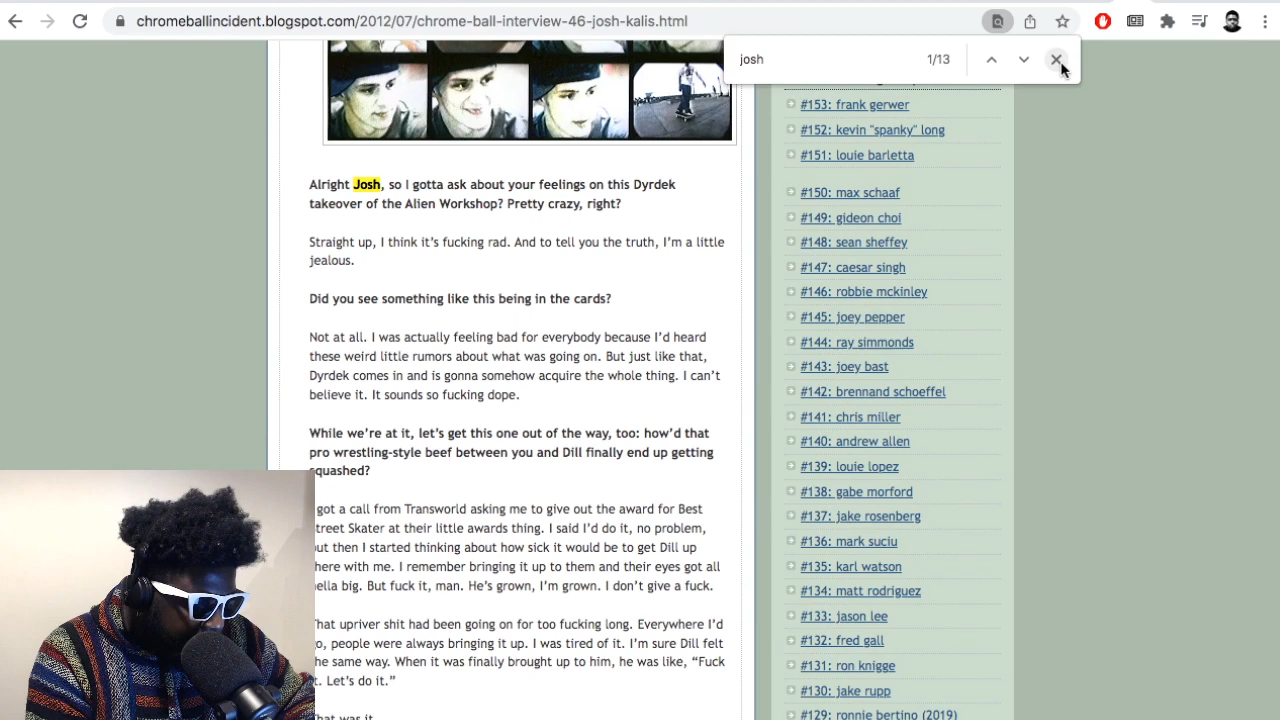 chromeballincident.blogspot.com/2012/07/chrome-ball-interview-46-josh-kalis.html
josh
1/13
Alright Josh, so I gotta ask about your feelings on this Dyrdek
takeover of the Alien Workshop? Pretty crazy, right?
Straight up, I think it’s fucking rad. And to tell you the truth, I’m a little
jealous.
Did you see something like this being in the cards?
Not at all. I was actually feeling bad for everybody because I’d heard
these weird little rumors about what was going on. But just like that,
Dyrdek comes in and is gonna somehow acquire the whole thing. I can’t
believe it. It sounds so fucking dope.
While we’re at it, let’s get this one out of the way, too: how’d that
pro wrestling-style beef between you and Dill finally end up getting
squashed?
got a call from Transworld asking me to give out the award for Best
treet Skater at their little awards thing. I said I’d do it, no problem,
ut then I started thinking about how sick it would be to get Dill up
here with me. I remember bringing it up to them and their eyes got all
ella big. But fuck it, man. He’s grown, I’m grown. I don’t give a fuck.
That upriver shit had been going on for too fucking long. Everywhere I’d
o, people were always bringing it up. I was tired of it. I’m sure Dill felt
he same way. When it was finally brought up to him, he was like, “Fuck
t. Let’s do it.”
That was it.
#153: frank gerwer
#152: kevin "spanky" long
#151: louie barletta
#150: max schaaf
#149: gideon choi
#148: sean sheffey
#147: caesar singh
#146: robbie mckinley
#145: joey pepper
#144: ray simmonds
#143: joey bast
#142: brennand schoeffel
#141: chris miller
#140: andrew allen
#139: louie lopez
#138: gabe morford
#137: jake rosenberg
#136: mark suciu
#135: karl watson
#134: matt rodriguez
#133: jason lee
#132: fred gall
#131: ron knigge
#130: jake rupp
#129: ronnie bertino (2019)